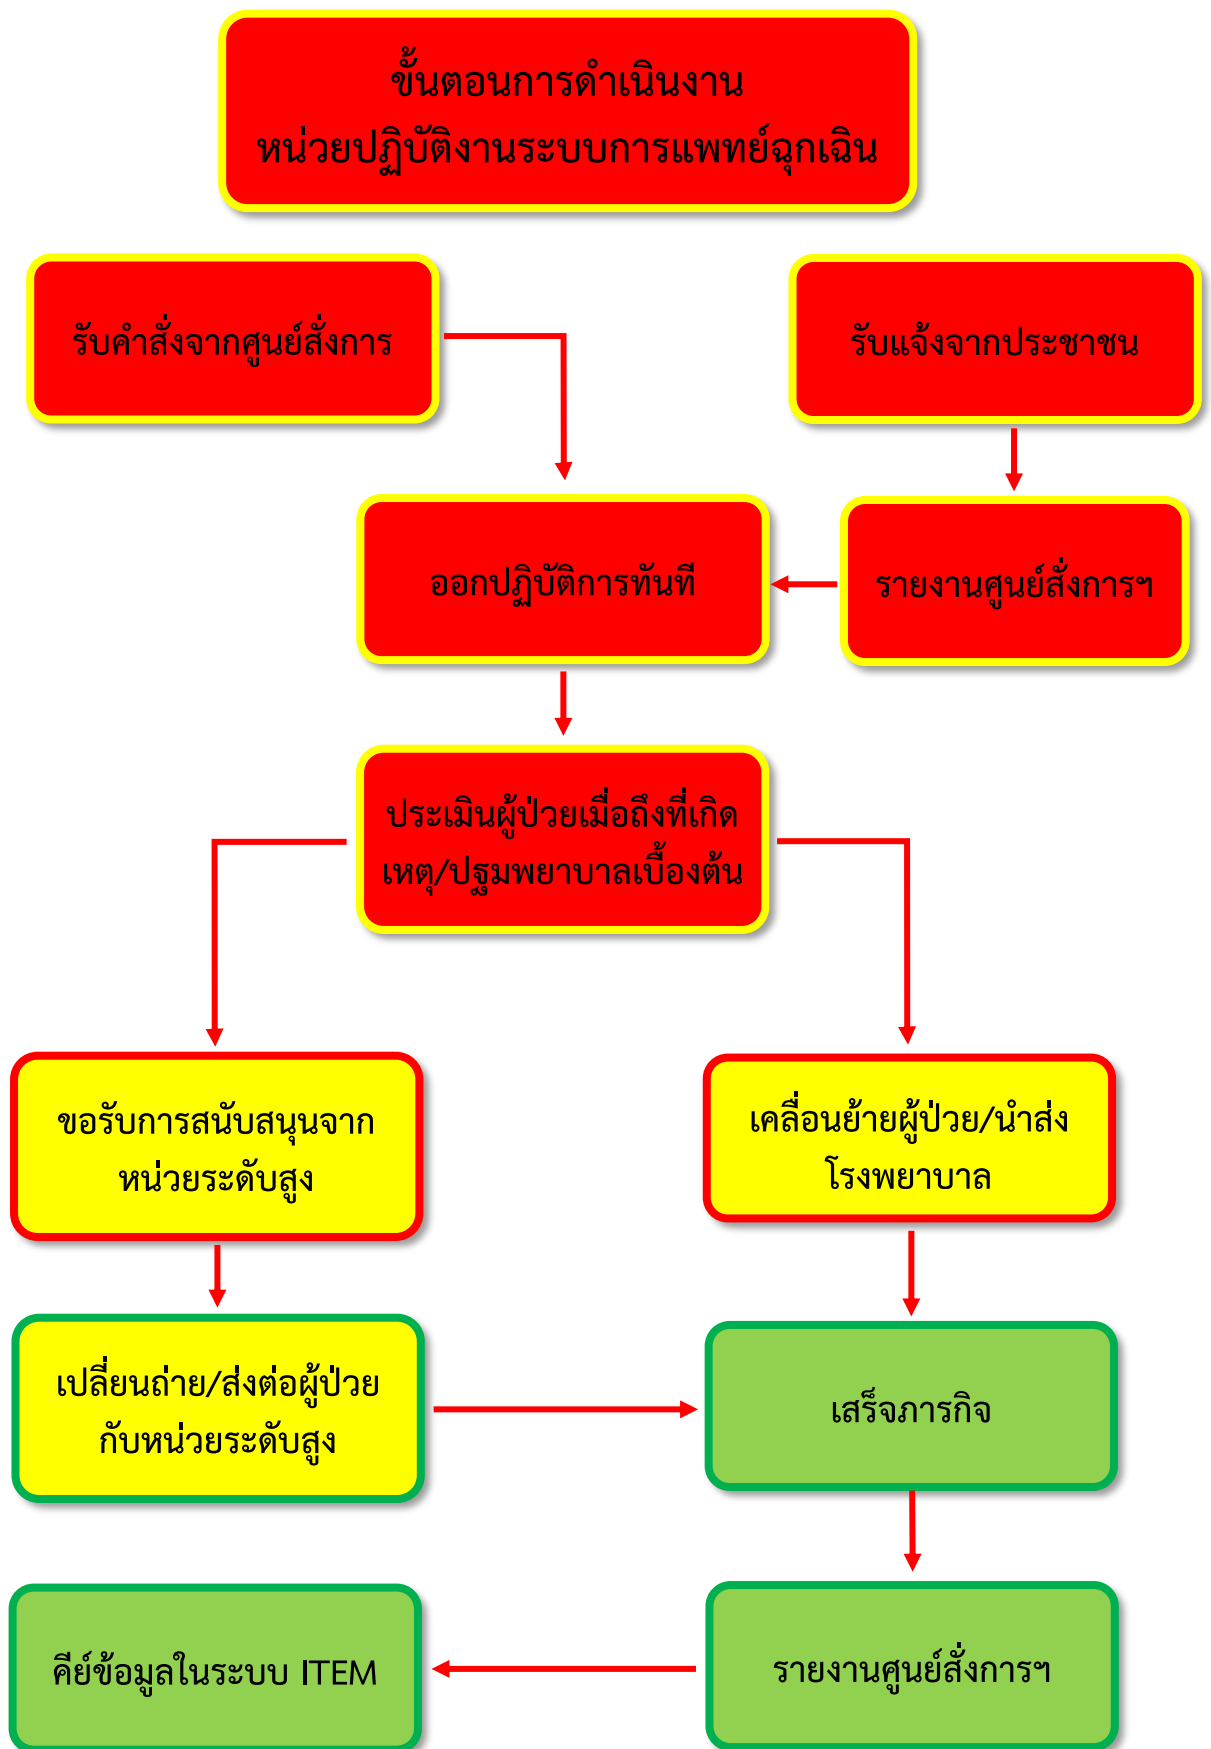 ขั้นตอนการดำเนินงาน
หน่วยปฏิบัติงานระบบการแพทย์ฉุกเฉิน
รับคำสั่งจากศูนย์สั่งการ
รับแจ้งจากประชาชน
ออกปฏิบัติการทันที
รายงานศูนย์สั่งการฯ
ประเมินผู้ป่วยเมื่อถึงที่เกิด
เหตุ/ปฐมพยาบาลเบื้องต้น
ขอรับการสนับสนุนจาก
หน่วยระดับสูง
เคลื่อนย้ายผู้ป่วย/นำส่ง
โรงพยาบาล
เปลี่ยนถ่าย/ส่งต่อผู้ป่วย
กับหน่วยระดับสูง
เสร็จภารกิจ
คีย์ข้อมูลในระบบ ITEM
รายงานศูนย์สั่งการฯ